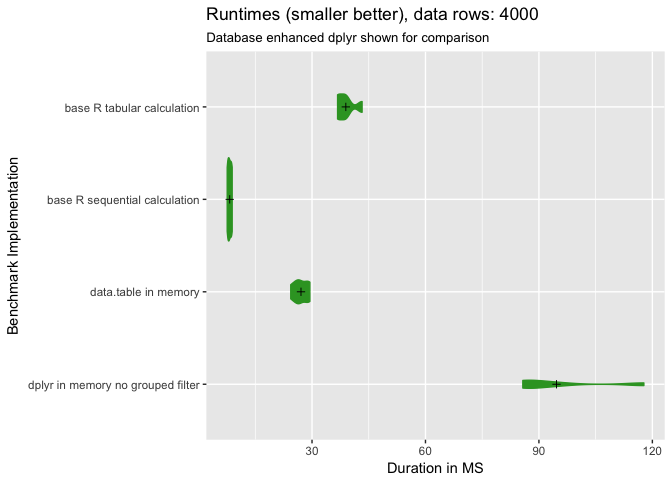 Runtimes (smaller better), data rows: 4000
Database enhanced dplyr shown for comparison
Benchmark Implementation
base R tabular calculation
base R sequential calculation
data.table in memory
dplyr in memory no grouped filter
30 60 90 120
Duration in MS